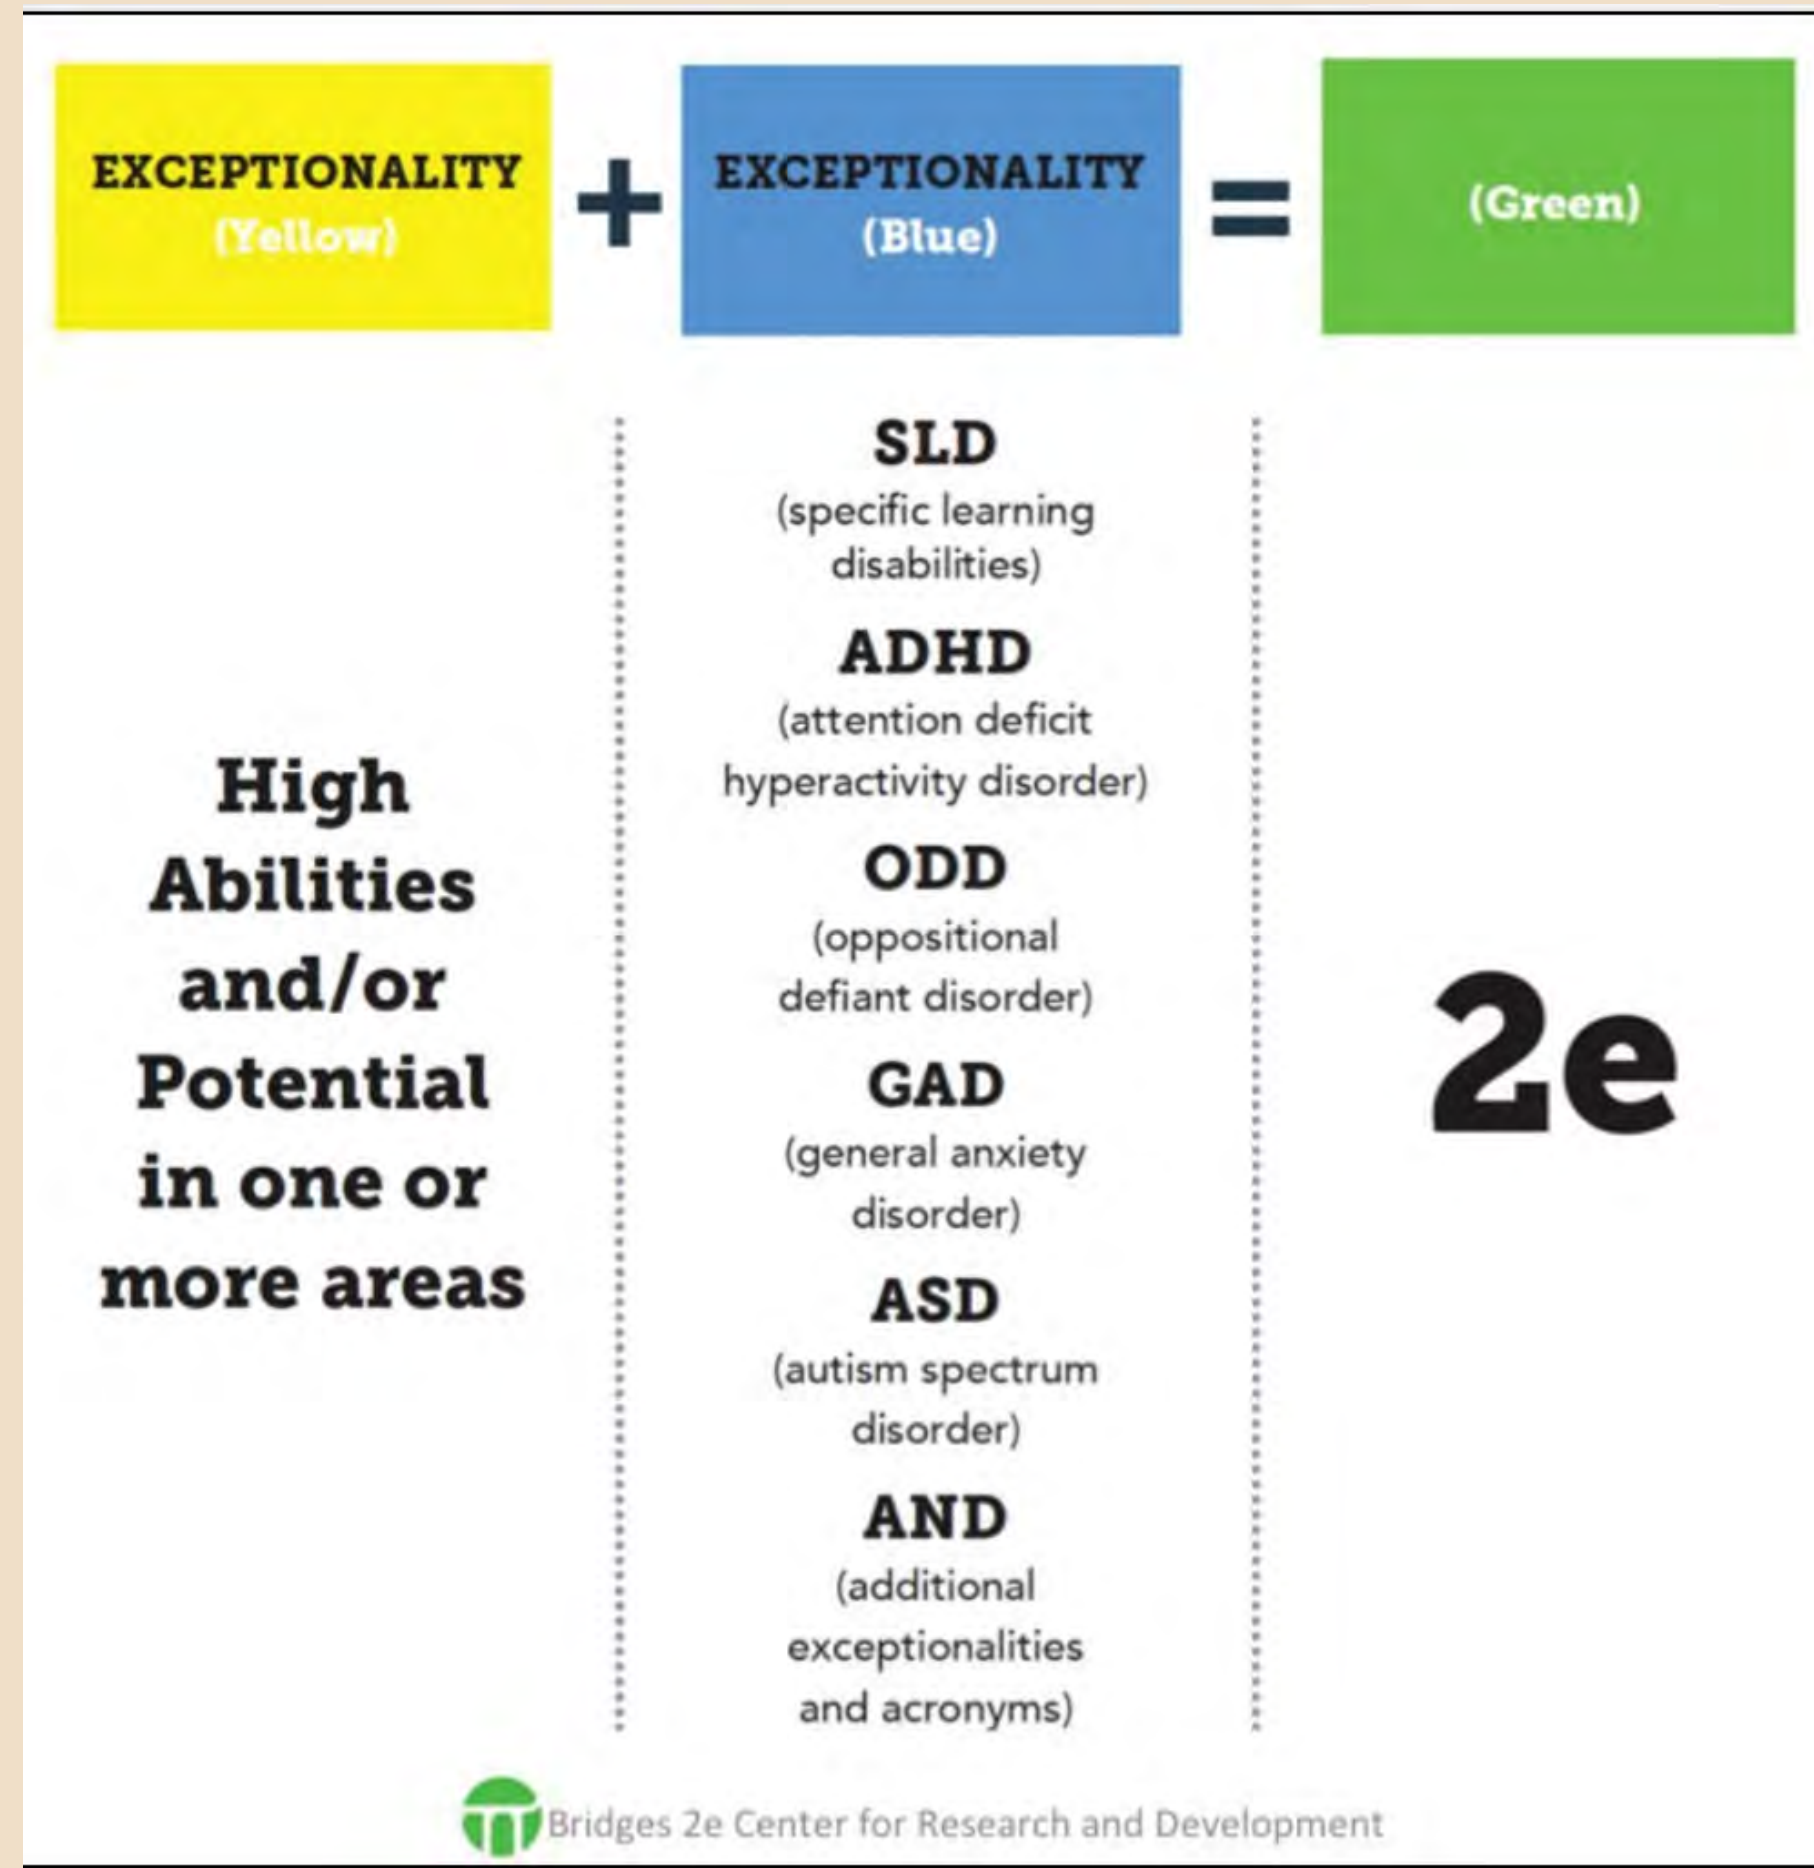 EXCEPTIONALITY
(Yellow)
+
EXCEPTIONALITY
(Blue)
=
(Green)
High
Abilities
and/or
Potential
in one or
more areas
SLD
(specific learning
disabilities)
ADHD
(attention deficit
hyperactivity disorder)
ODD
(oppositional
defiant disorder)
GAD
(general anxiety
disorder)
ASD
(autism spectrum
disorder)
AND
(additional
exceptionalities
and acronyms)
2e
Bridges 2e Center for Research and Development